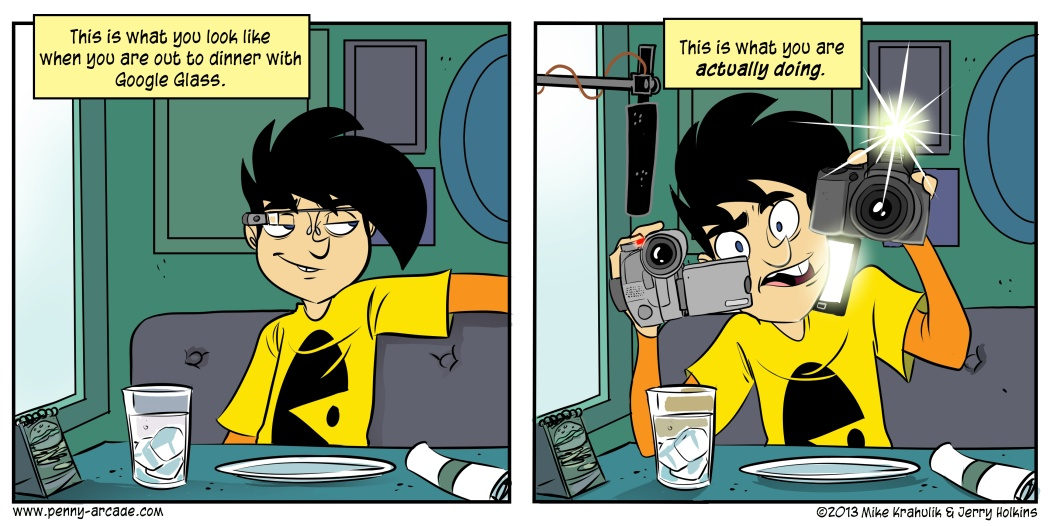 This is what you look like
when you are out to dinner with
Google Glass.
This is what you are
actually doing.
www.penny-arcade.com
©2013 Mike Krahulik & Jerry Holkins